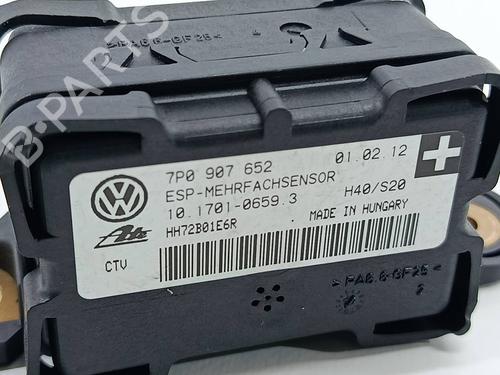 >PA6.6-GF25<
B-PARTS
7P0 907 652 01.02.12
ESP-MEHRFACHSENSOR
10.1701-0659.3 H40/S20
Ate HH72B01E6R MADE IN HUNGARY
CTV
>PA6.6-GF25<